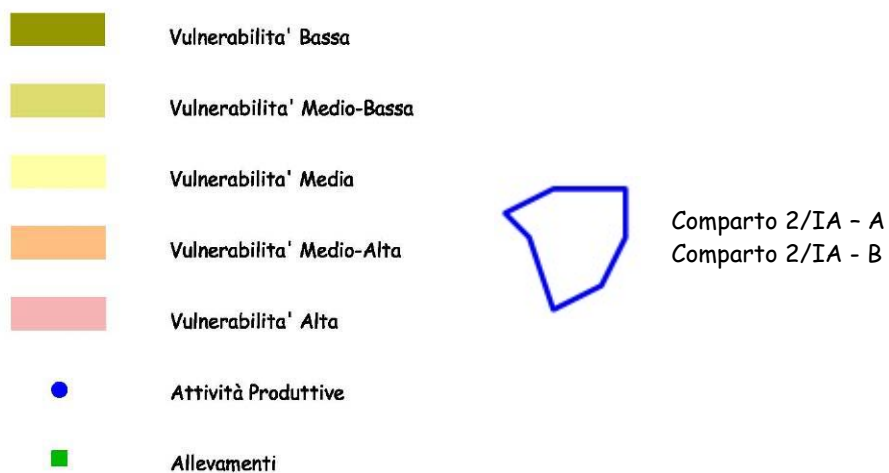 Vulnerabilita' Bassa
Vulnerabilita' Medio-Bassa
Vulnerabilita' Media
Vulnerabilita' Medio-Alta
Vulnerabilita' Alta
Attività Produttive
Allevamenti
Comparto 2/IA – A
Comparto 2/IA - B